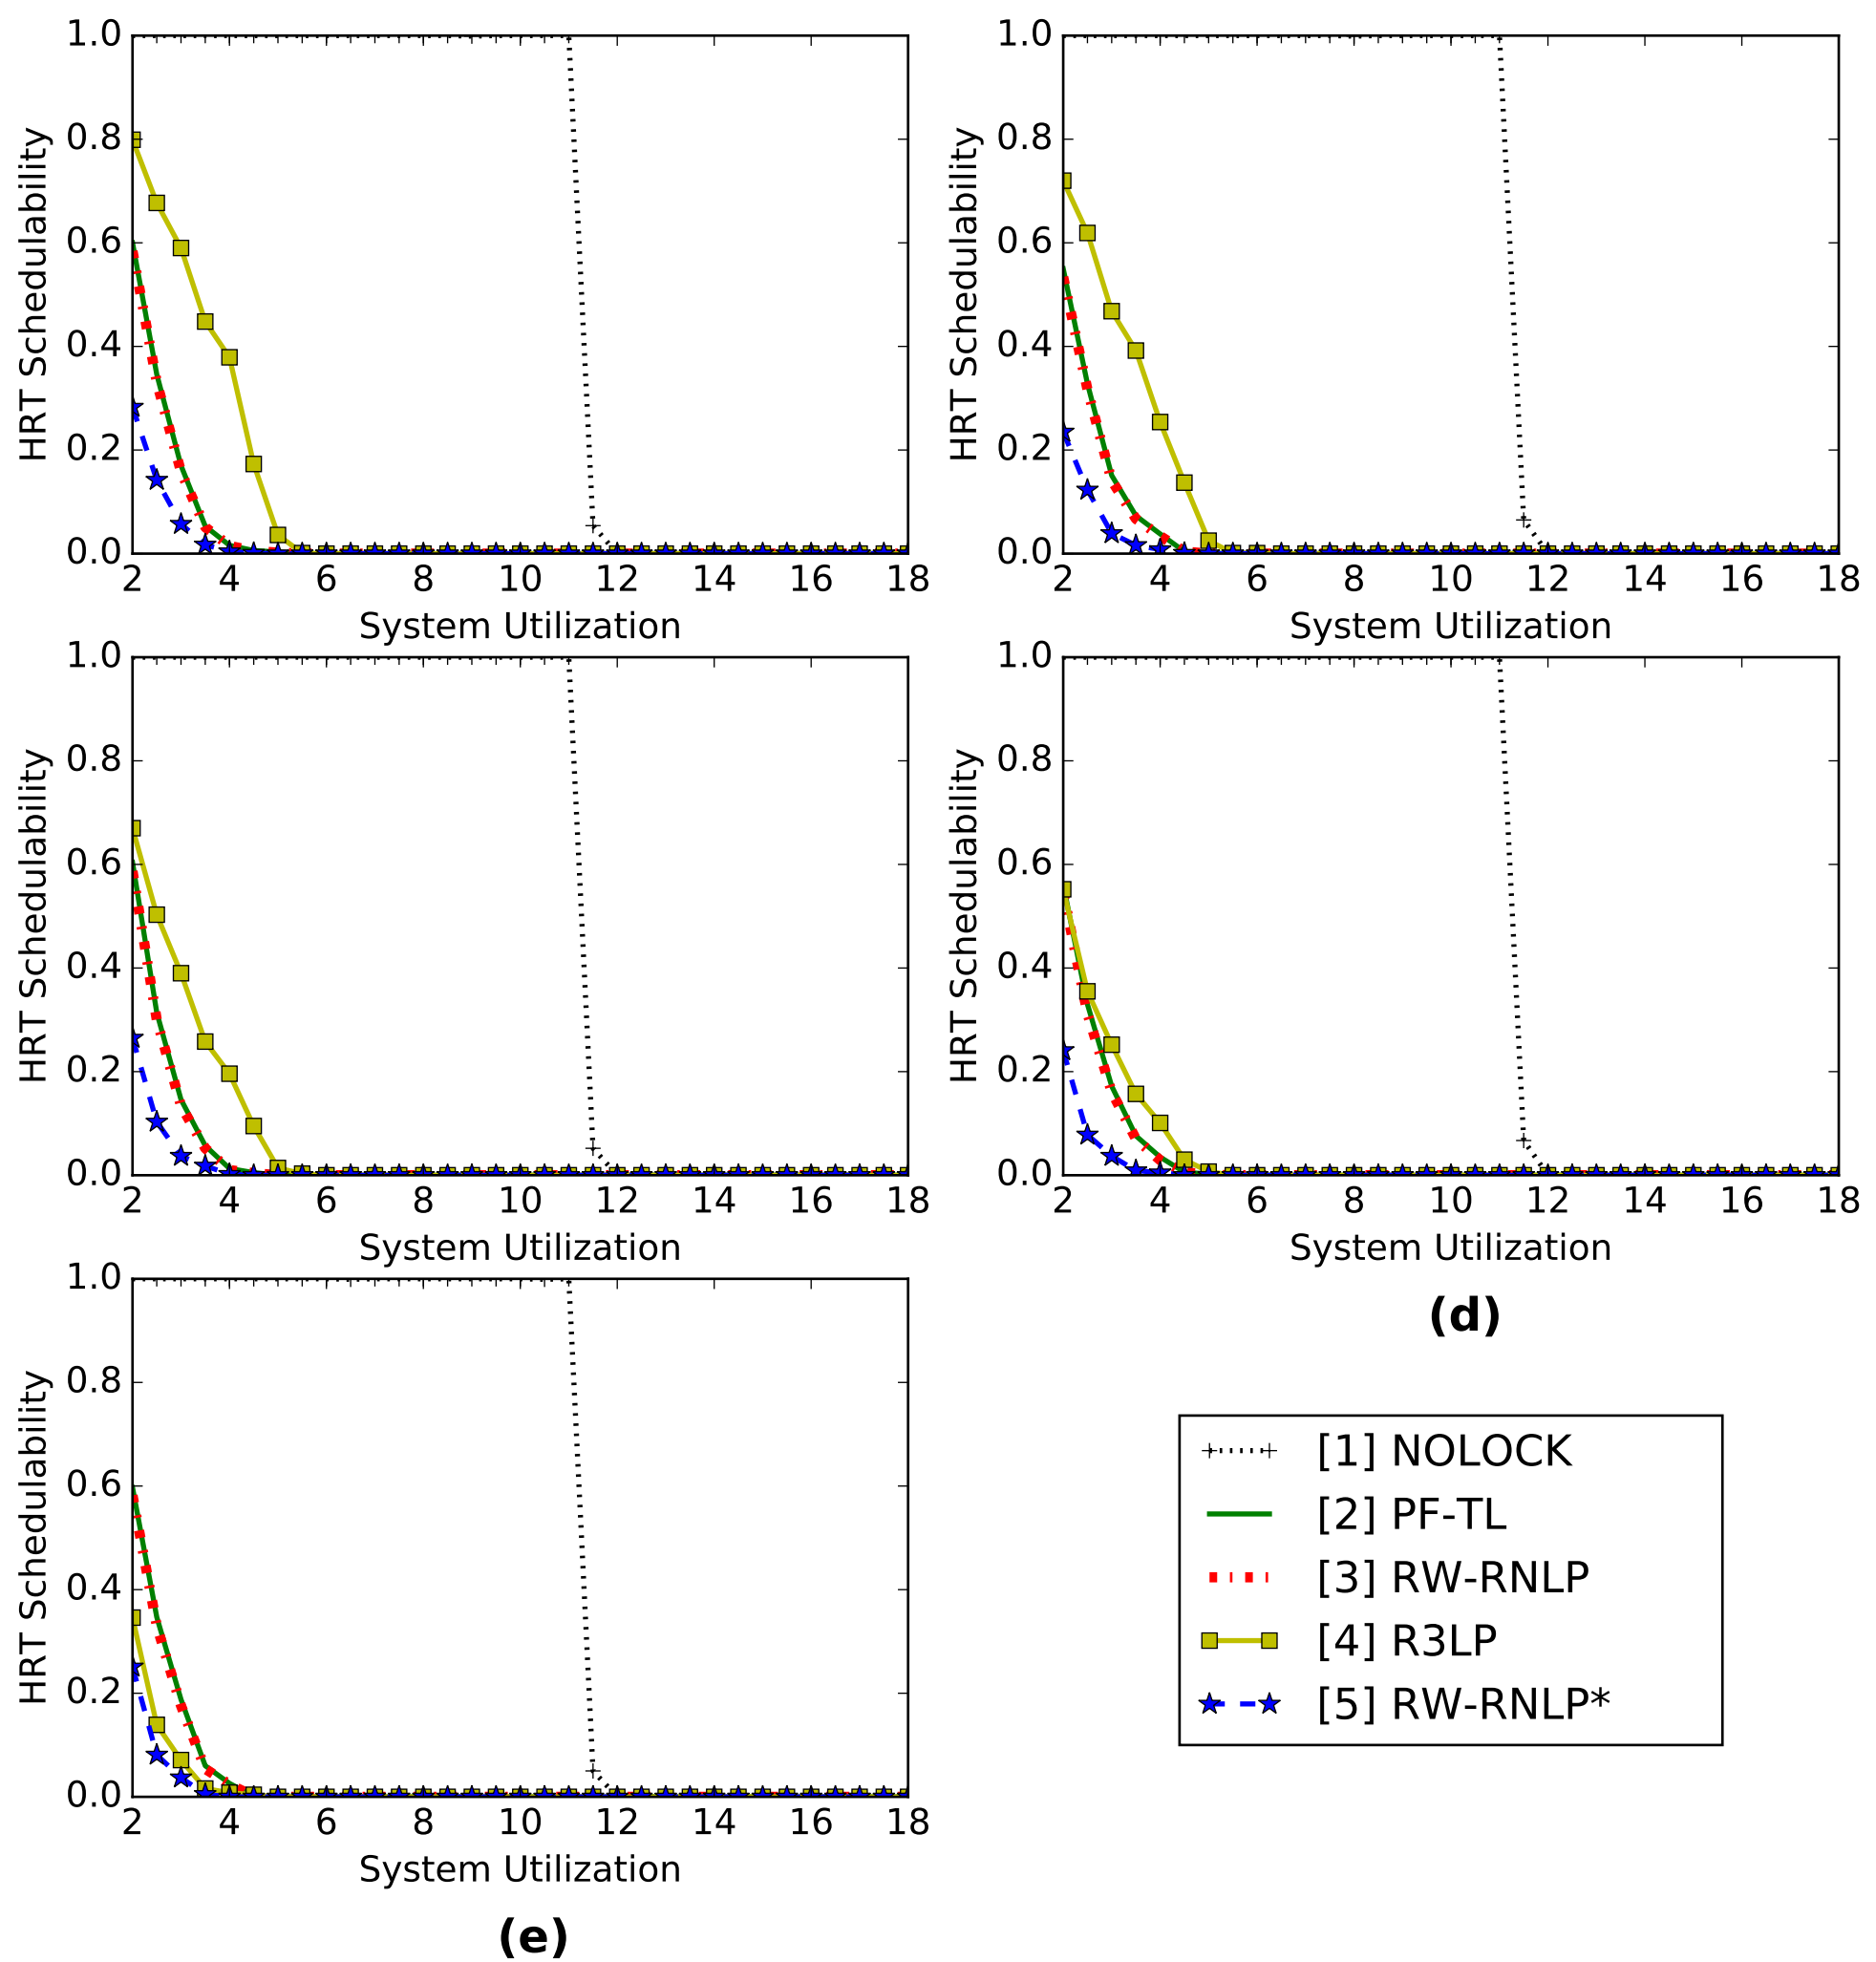 1.0
0.8
0.6
0.4
0.2
0.0
2 4 6 8 10 12 14 16 18
HRT Schedulability
System Utilization
1.0
0.8
0.6
0.4
0.2
0.0
2 4 6 8 10 12 14 16 18
HRT Schedulability
System Utilization
1.0
0.8
0.6
0.4
0.2
0.0
2 4 6 8 10 12 14 16 18
HRT Schedulability
System Utilization
1.0
0.8
0.6
0.4
0.2
0.0
2 4 6 8 10 12 14 16 18
HRT Schedulability
System Utilization
(d)
1.0
0.8
0.6
0.4
0.2
0.0
2 4 6 8 10 12 14 16 18
HRT Schedulability
System Utilization
(e)
[1] NOLOCK
[2] PF-TL
[3] RW-RNLP
[4] R3LP
[5] RW-RNLP*